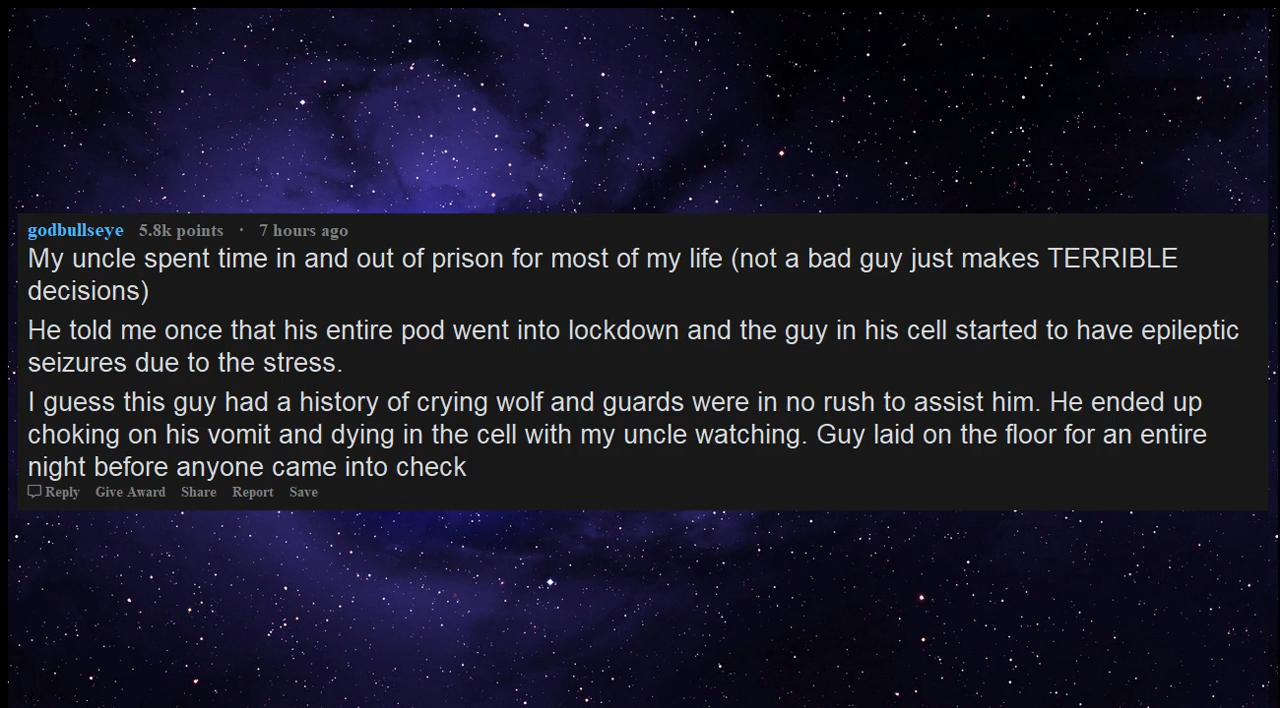 godbullseye 5.8k points · 7 hours ago
My uncle spent time in and out of prison for most of my life (not a bad guy just makes TERRIBLE
decisions)
He told me once that his entire pod went into lockdown and the guy in his cell started to have epileptic
seizures due to the stress.
I guess this guy had a history of crying wolf and guards were in no rush to assist him. He ended up
choking on his vomit and dying in the cell with my uncle watching. Guy laid on the floor for an entire
night before anyone came into check
Reply Give Award Share Report Save